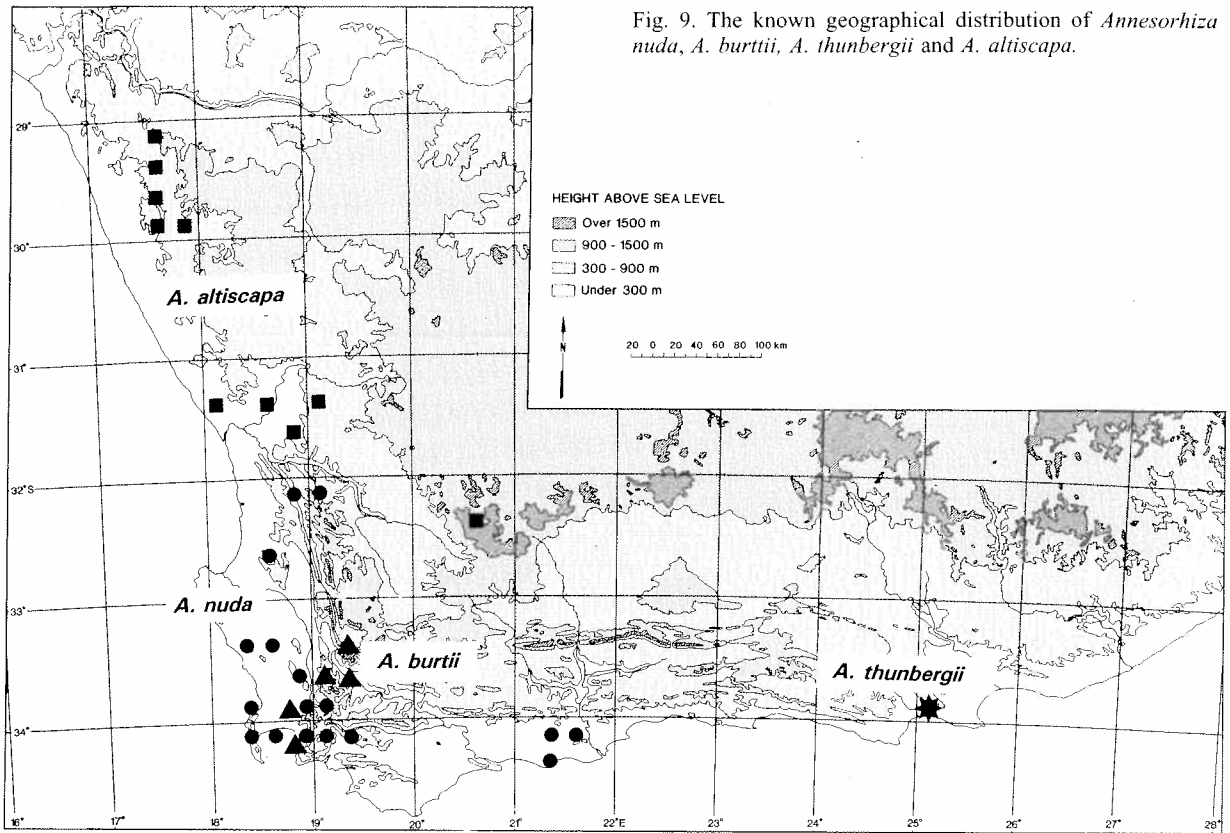 Fig. 9. The known geographical distribution of Annesorhiza
nuda, A. burttii, A. thunbergii and A. altiscapa.
29°
HEIGHT ABOVE SEA LEVEL
Over 1500 m
900 - 1500 m
300 - 900 m
Under 300 m
30°
A. altiscapa
N
20 0 20 40 60 80 100 km
31°
32°S
33°
A. nuda
A. burtii
A. thunbergii
34°
16° 17° 18° 19° 20° 21° 22°E 23° 24° 25° 26° 27° 28°